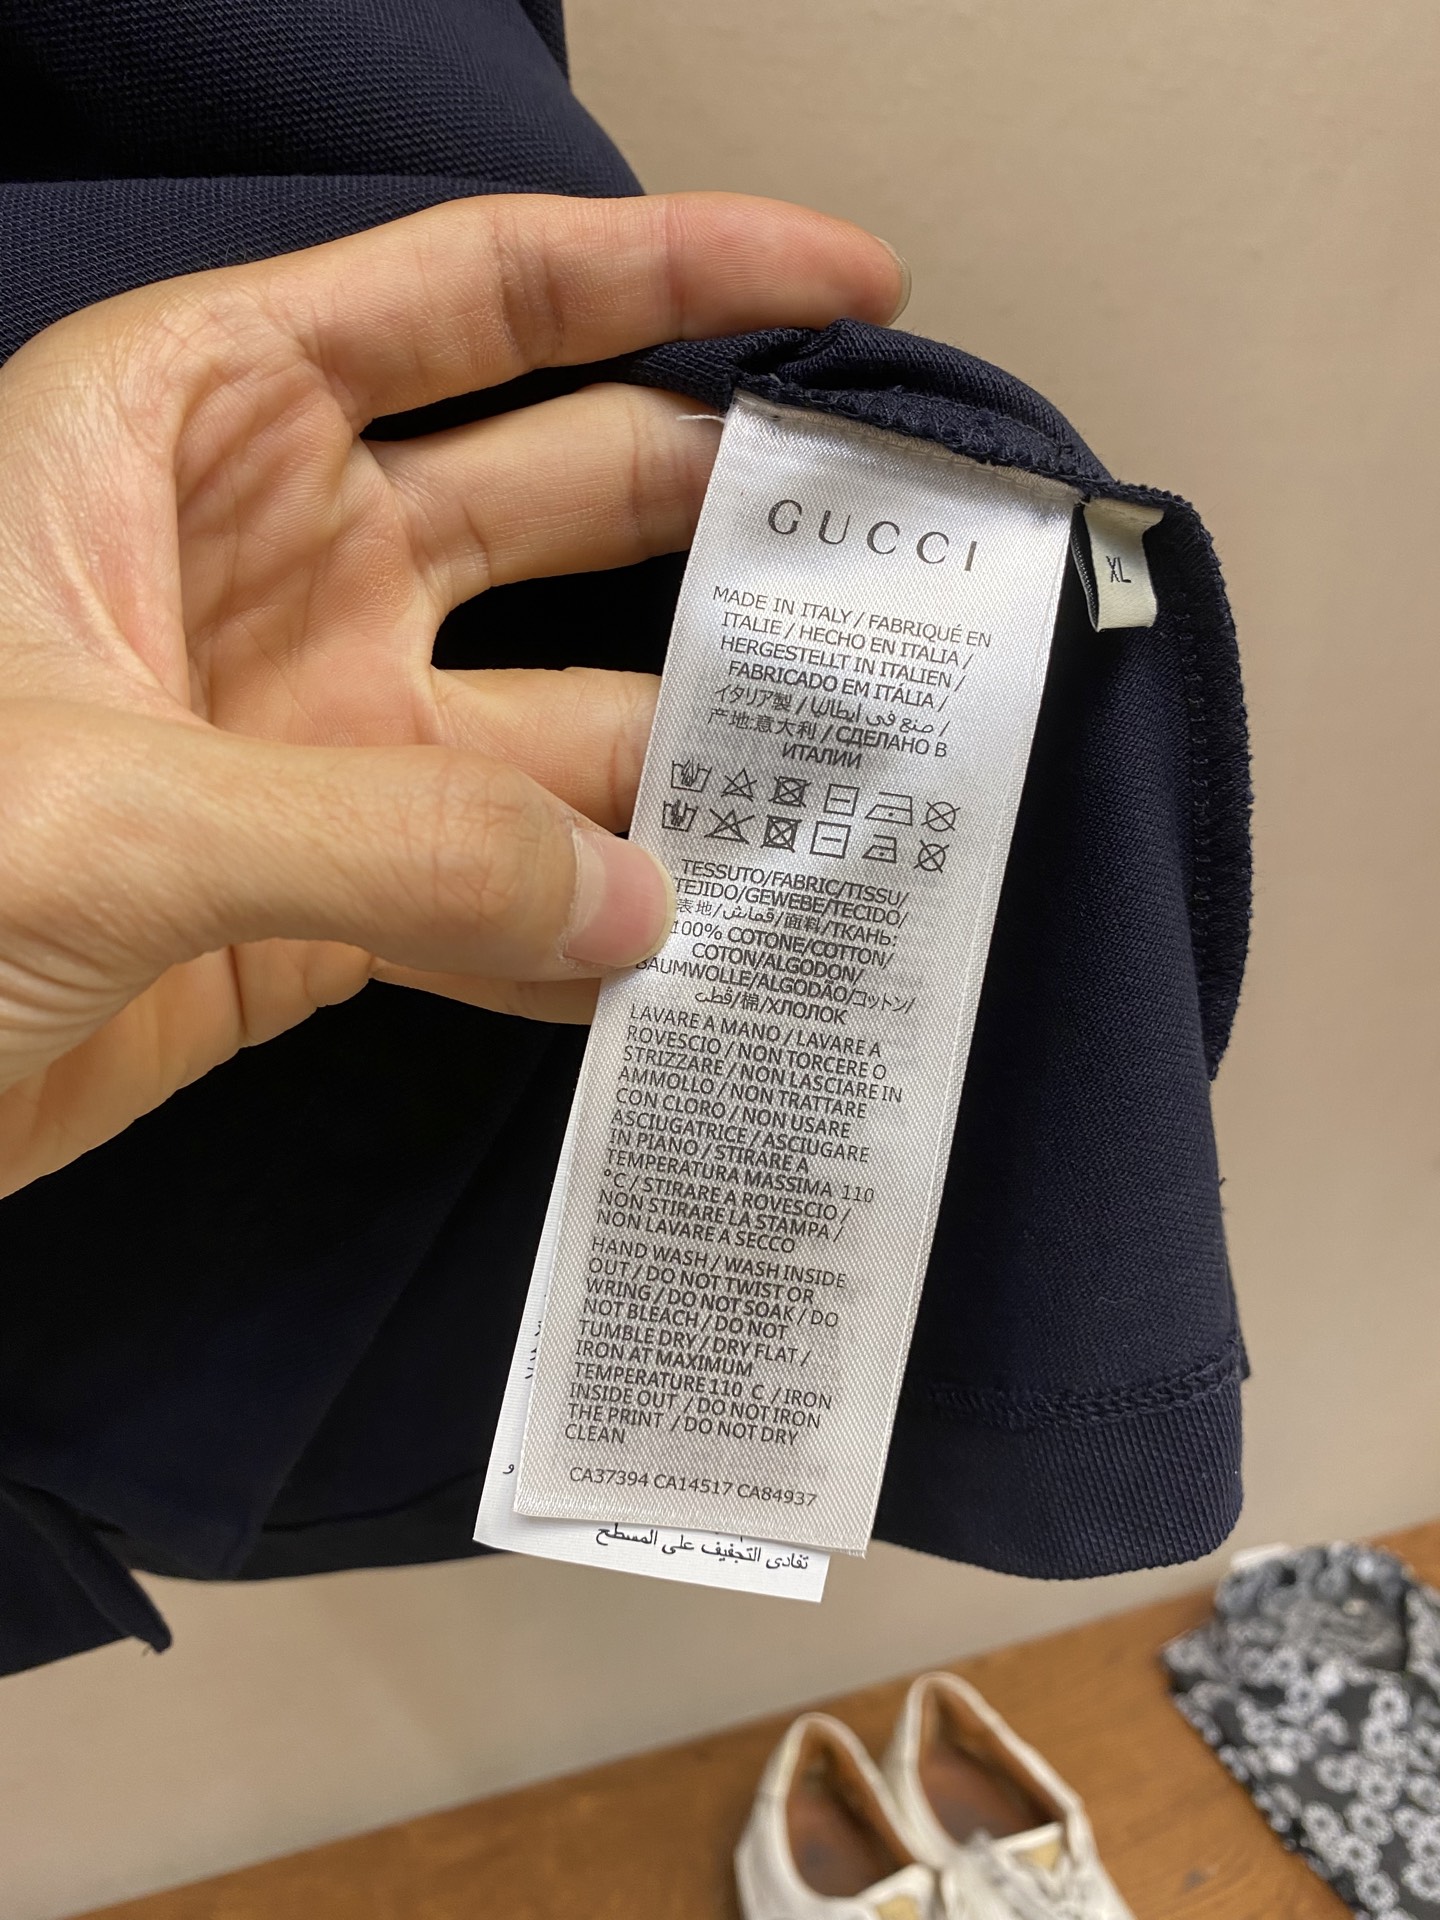 GUCCI
XL
MADE IN ITALY / FABRIQUÉ EN
ITALIE / HECHO EN ITALIA /
HERGESTELLT IN ITALIEN /
FABRICADO EM ITÁLIA /
イタリア製 / صنع في ايطاليا /
产地:意大利 / СДЕЛАНО В
ИТАЛИИ
TESSUTO/FABRIC/TISSU/
TEJIDO/GEWEBE/TECIDO/
表地/قماش/面料/ТКАНЬ:
100% COTONE/COTTON/
COTON/ALGODON/
BAUMWOLLE/ALGODÃO/コットン/
قطن/棉/ХЛОПОК
LAVARE A MANO / LAVARE A
ROVESCIO / NON TORCERE O
STRIZZARE / NON LASCIARE IN
AMMOLLO / NON TRATTARE
CON CLORO / NON USARE
ASCIUGATRICE / ASCIUGARE
IN PIANO / STIRARE A
TEMPERATURA MASSIMA 110
°C / STIRARE A ROVESCIO /
NON STIRARE LA STAMPA /
NON LAVARE A SECCO
HAND WASH / WASH INSIDE
OUT / DO NOT TWIST OR
WRING / DO NOT SOAK / DO
NOT BLEACH / DO NOT
TUMBLE DRY / DRY FLAT /
IRON AT MAXIMUM
TEMPERATURE 110 C / IRON
INSIDE OUT / DO NOT IRON
THE PRINT / DO NOT DRY
CLEAN
CA37394 CA14517 CA84937
تفادى التجفيف على المسطح